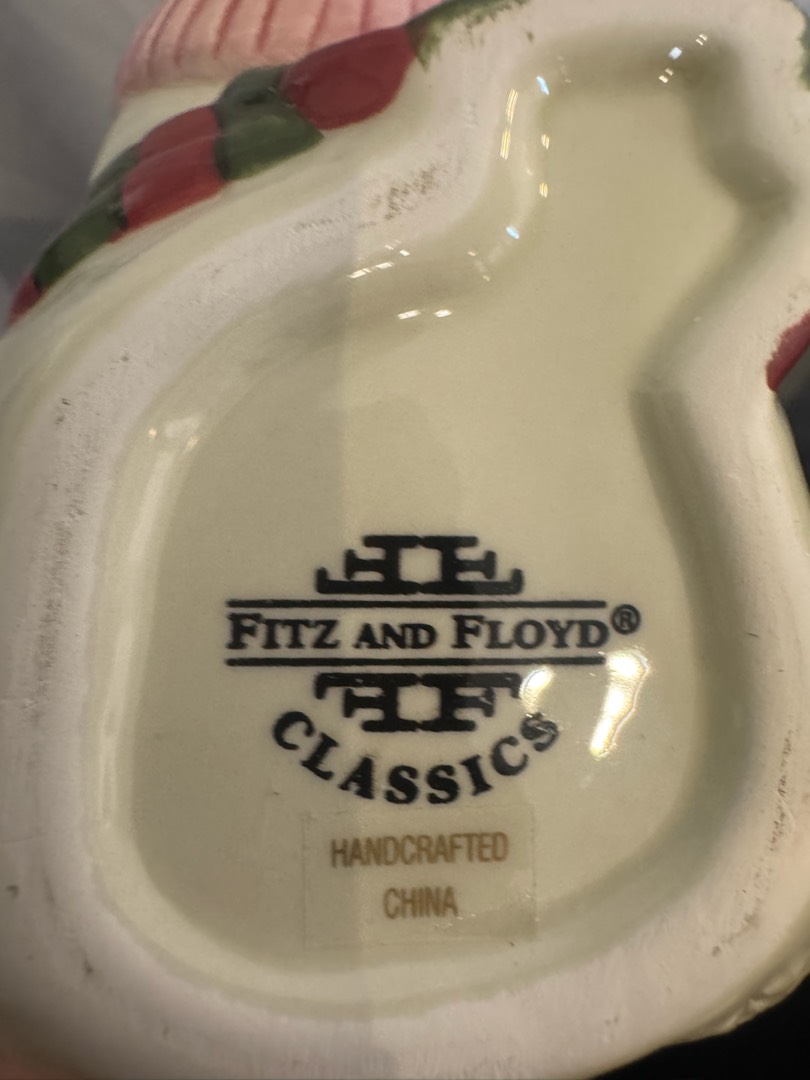 FITZ AND FLOYD®
CLASSICS
HANDCRAFTED
CHINA